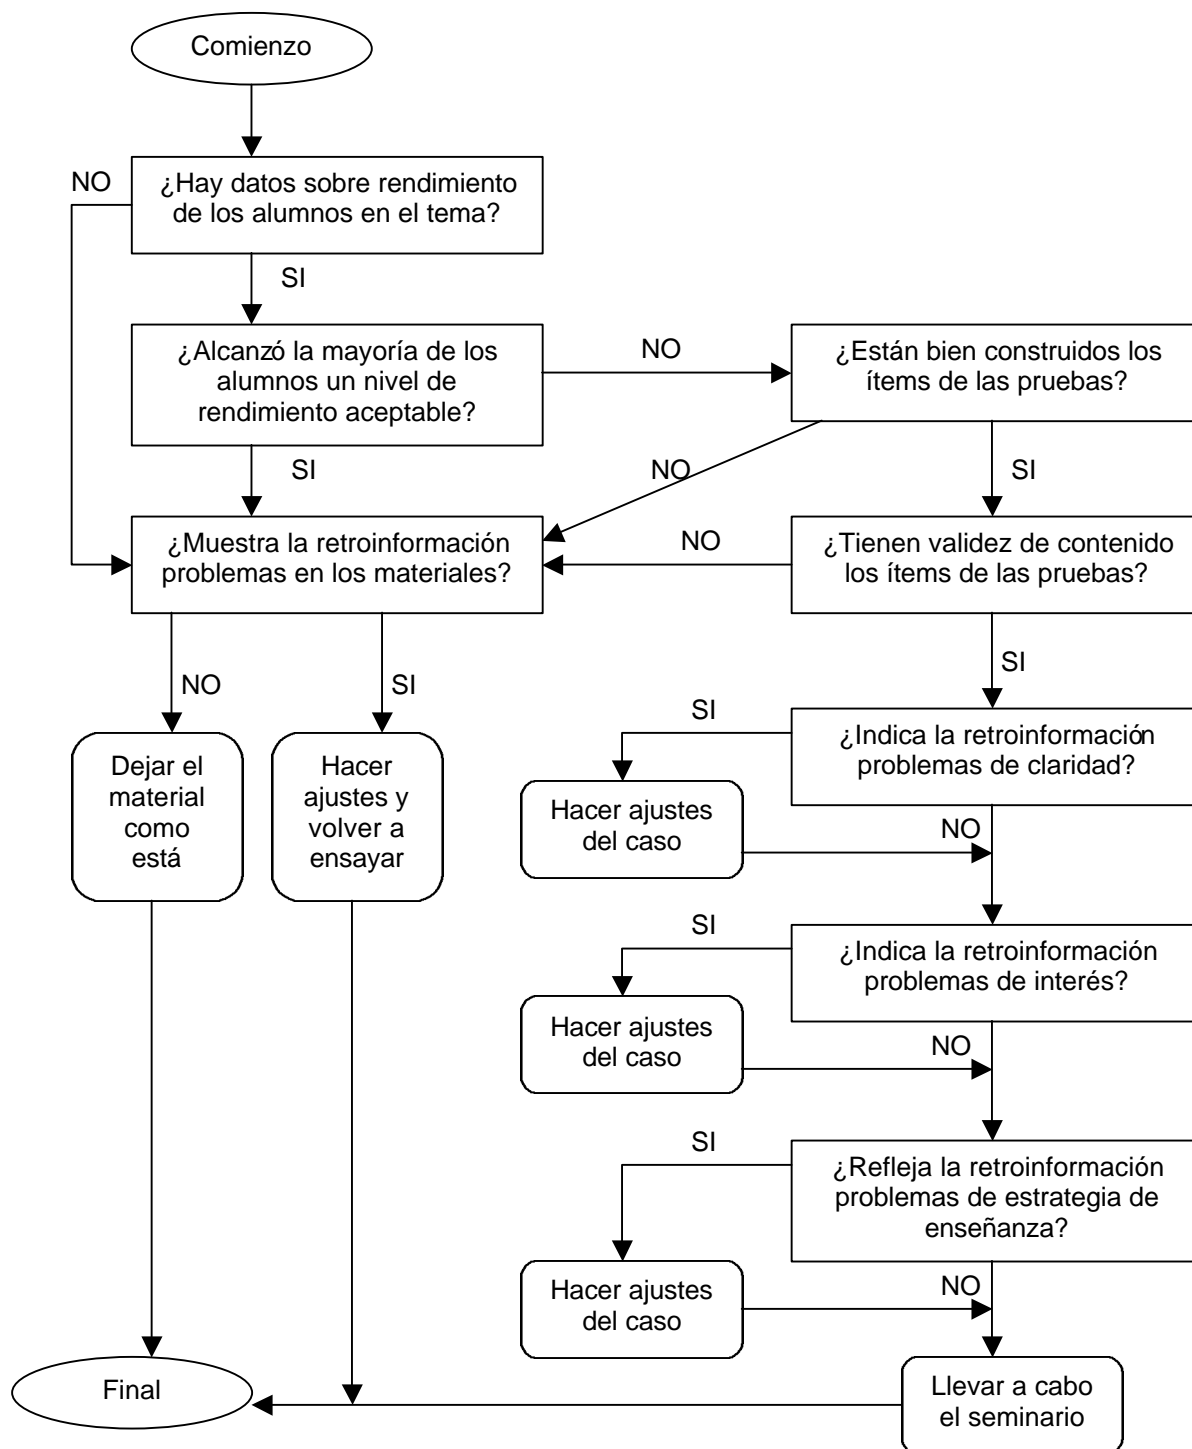 Comienzo
NO
¿Hay datos sobre rendimiento
de los alumnos en el tema?
SI
¿Alcanzó la mayoría de los
alumnos un nivel de
rendimiento aceptable?
NO
¿Están bien construidos los
ítems de las pruebas?
SI
NO
SI
¿Muestra la retroinformación
problemas en los materiales?
NO
¿Tienen validez de contenido
los ítems de las pruebas?
NO
SI
SI
Dejar el
material
como
está
Hacer
ajustes y
volver a
ensayar
SI
¿Indica la retroinformación
problemas de claridad?
Hacer ajustes
del caso
NO
SI
¿Indica la retroinformación
problemas de interés?
Hacer ajustes
del caso
NO
SI
¿Refleja la retroinformación
problemas de estrategia de
enseñanza?
Hacer ajustes
del caso
NO
Final
Llevar a cabo
el seminario